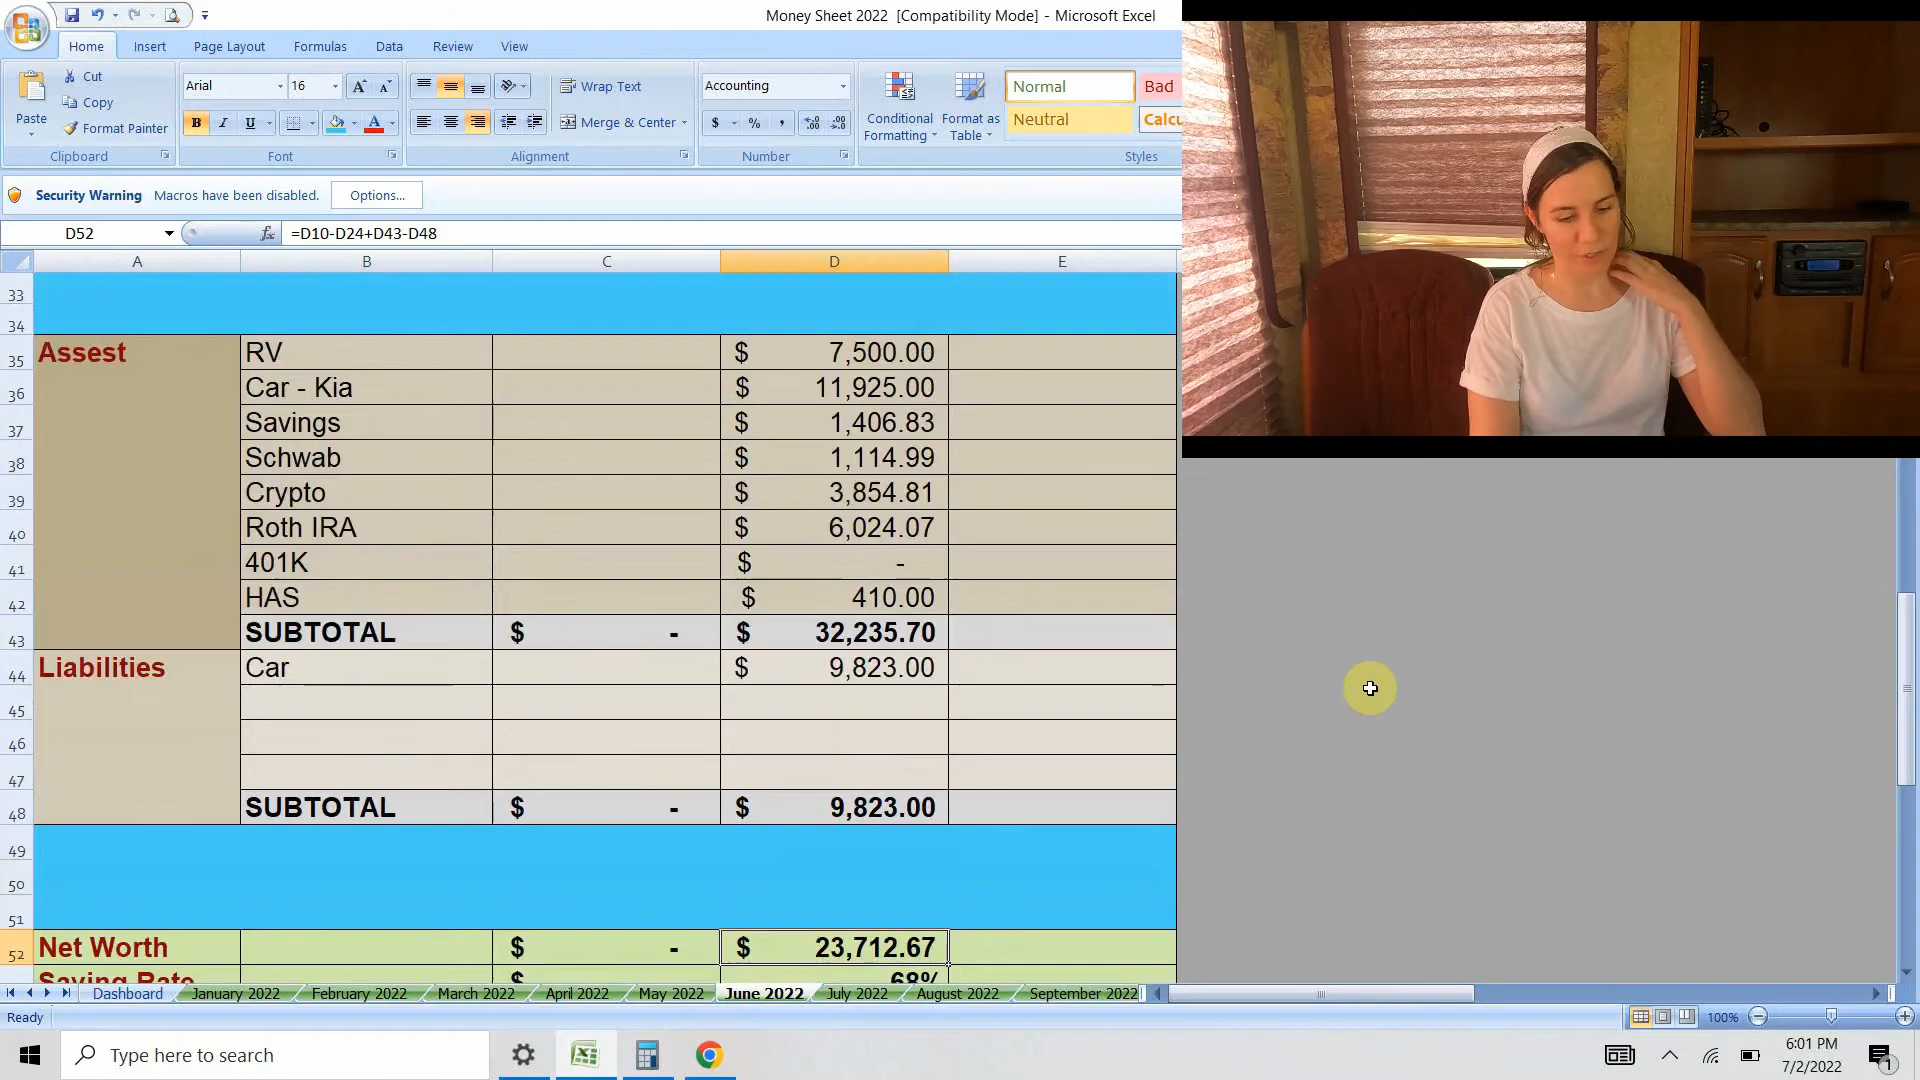 Money Sheet 2022 [Compatibility Mode] - Microsoft Excel
Home Insert Page Layout Formulas Data Review View
Paste
Cut
Copy
Format Painter
Clipboard
Arial 16
B I U
Font
Wrap Text
Merge & Center
Alignment
Accounting
$ % ,
Number
Conditional Formatting
Format as Table
Normal Bad
Neutral Calcu
Styles
Security Warning Macros have been disabled. Options...
D52 fx =D10-D24+D43-D48
A B C D E
33
34
35 Assest RV $ 7,500.00
36 Car - Kia $ 11,925.00
37 Savings $ 1,406.83
38 Schwab $ 1,114.99
39 Crypto $ 3,854.81
40 Roth IRA $ 6,024.07
41 401K $ -
42 HAS $ 410.00
43 SUBTOTAL $ - $ 32,235.70
44 Liabilities Car $ 9,823.00
45
46
47
48 SUBTOTAL $ - $ 9,823.00
49
50
51
52 Net Worth $ - $ 23,712.67
Saving Rate $ 68%
Dashboard January 2022 February 2022 March 2022 April 2022 May 2022 June 2022 July 2022 August 2022 September 2022
Ready 100%
Type here to search
6:01 PM
7/2/2022
1